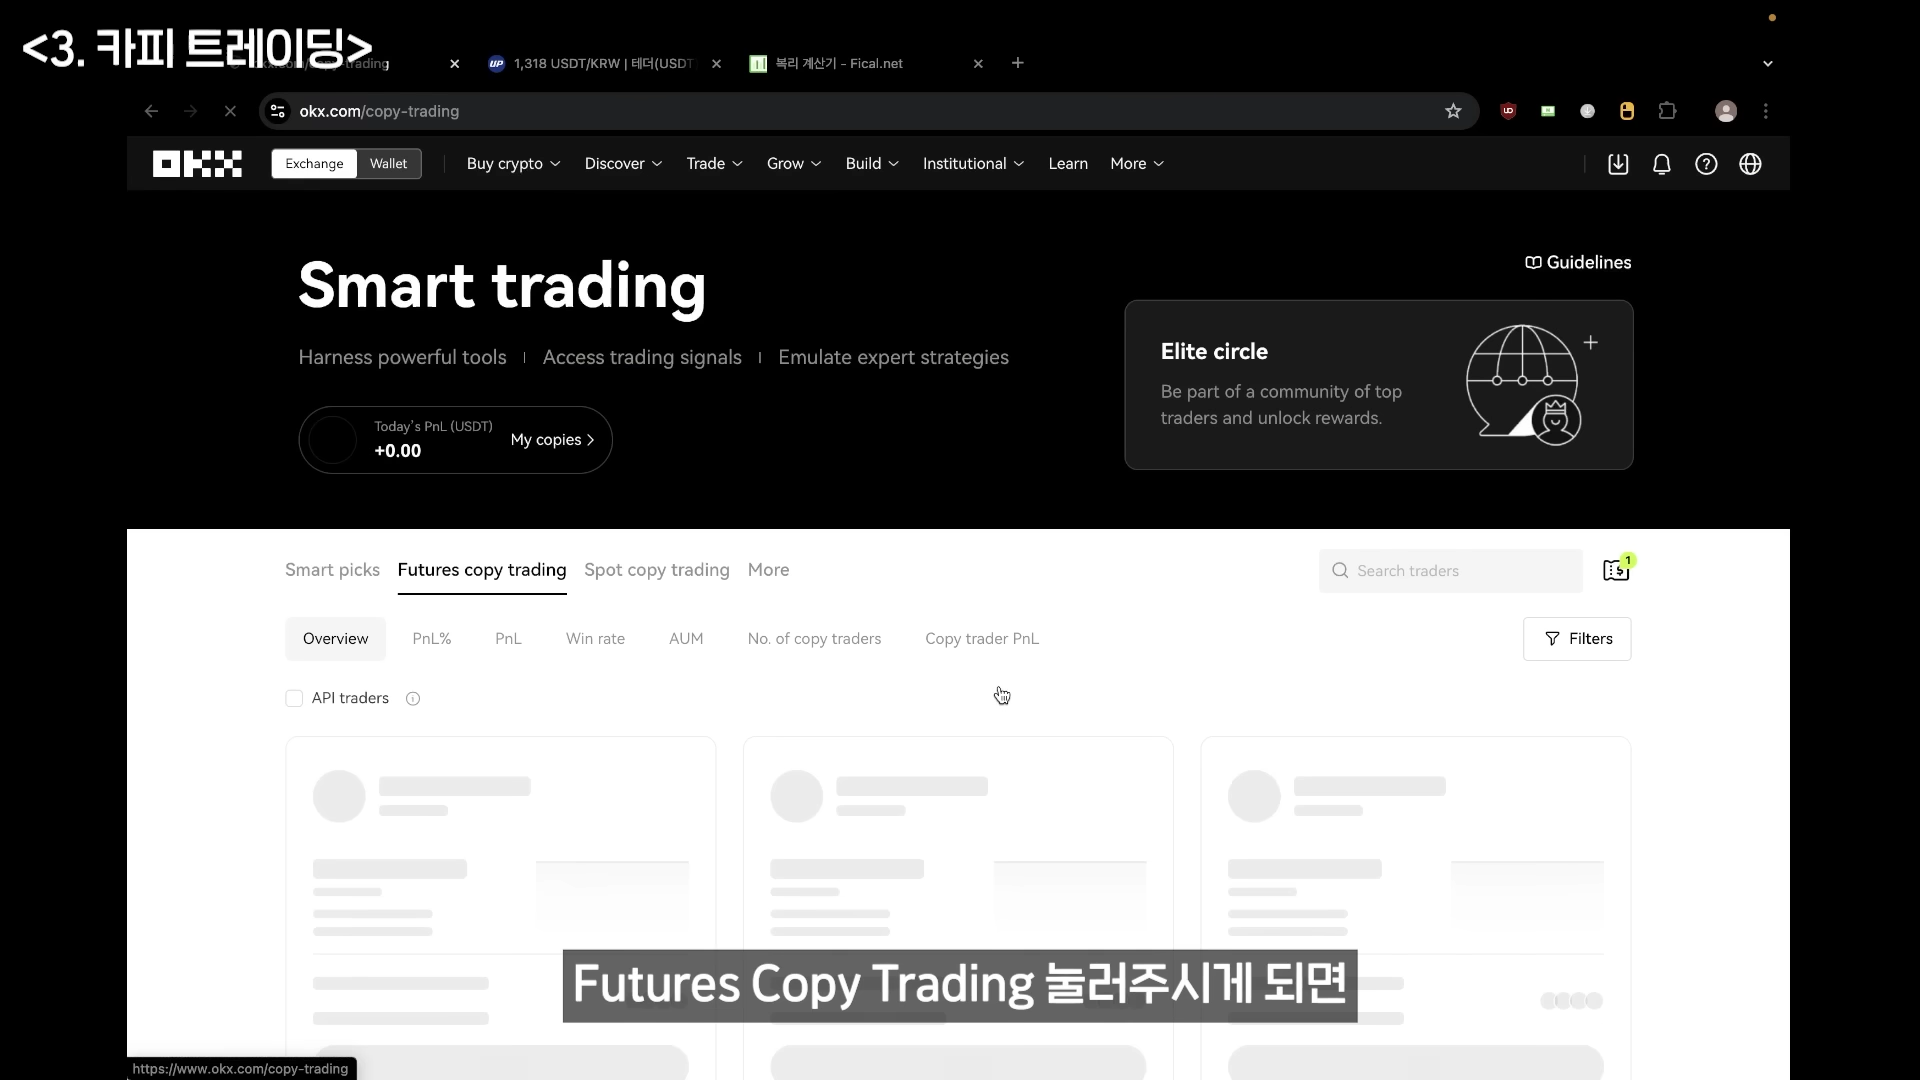 <3. 카피 트레이딩>
1,318 USDT/KRW | 테더(USDT
복리 계산기 - Fical.net
okx.com/copy-trading
OKX
Exchange
Wallet
Buy crypto
Discover
Trade
Grow
Build
Institutional
Learn
More
Smart trading
Guidelines
Harness powerful tools
Access trading signals
Emulate expert strategies
Elite circle
Be part of a community of top
traders and unlock rewards.
Today's PnL (USDT)
+0.00
My copies
Smart picks
Futures copy trading
Spot copy trading
More
Search traders
1
Overview
PnL%
PnL
Win rate
AUM
No. of copy traders
Copy trader PnL
Filters
API traders
Futures Copy Trading 눌러주시게 되면
https://www.okx.com/copy-trading